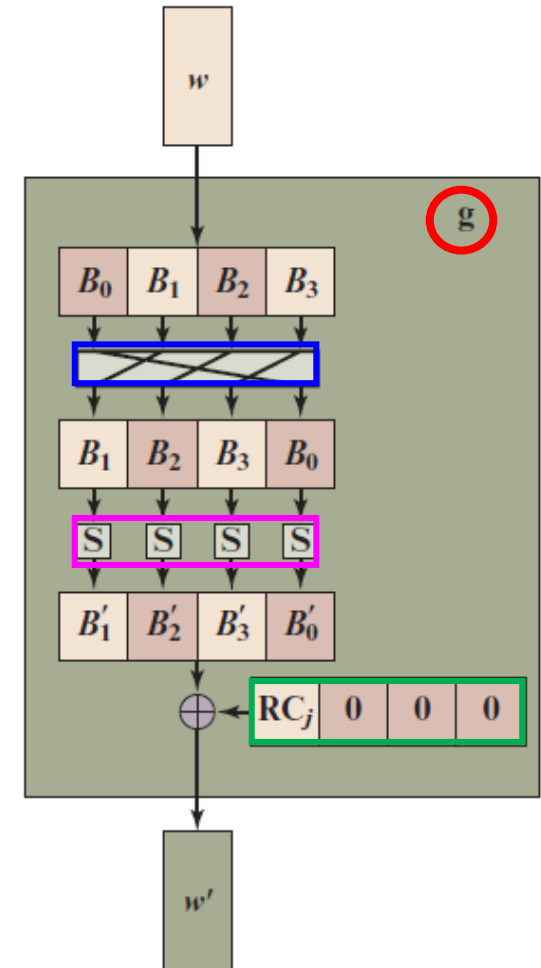 w
g
B₀ B₁ B₂ B₃
B₁ B₂ B₃ B₀
S S S S
B′₁ B′₂ B′₃ B′₀
RCⱼ 0 0 0
w′